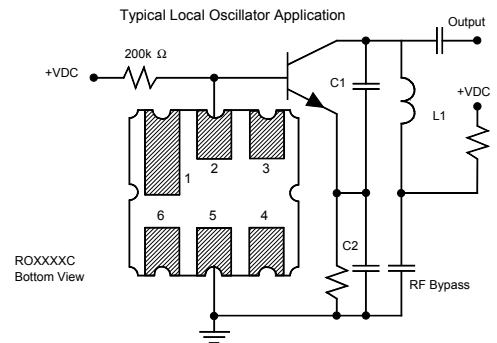 Typical Local Oscillator Application
Output
200k Ω
+VDC
C1
+VDC
L1
1
2
3
6
5
4
C2
ROXXXXC
Bottom View
RF Bypass